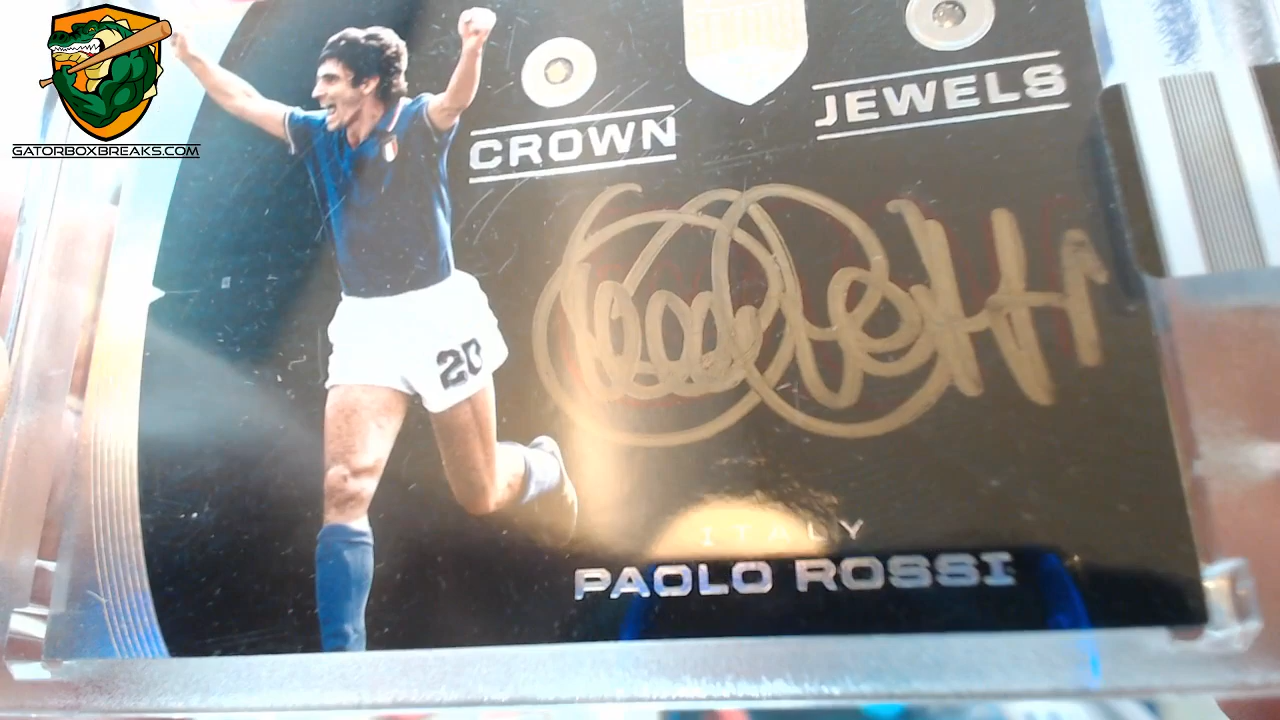 GATORBOXBREAKS.COM
CROWN
JEWELS
20
ITALY
PAOLO ROSSI